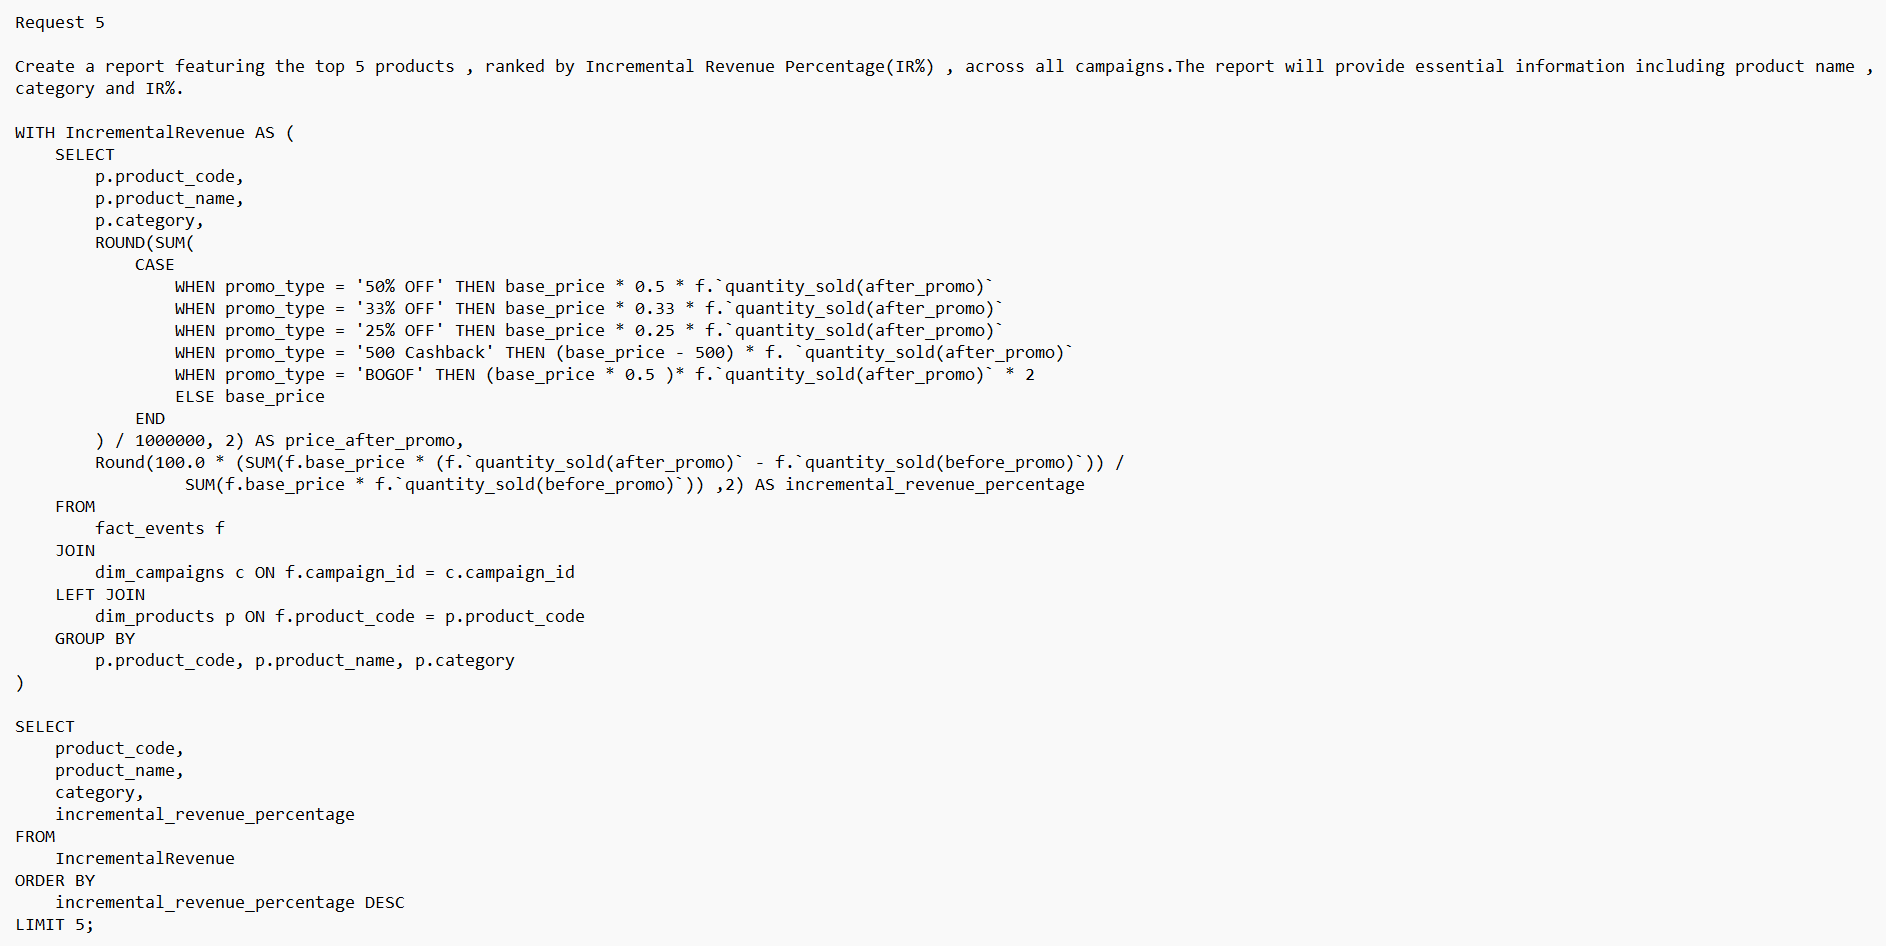 Request 5
Create a report featuring the top 5 products , ranked by Incremental Revenue Percentage(IR%) , across all campaigns.The report will provide essential information including product name ,
category and IR%.
WITH IncrementalRevenue AS (
    SELECT
        p.product_code,
        p.product_name,
        p.category,
        ROUND(SUM(
            CASE
                WHEN promo_type = '50% OFF' THEN base_price * 0.5 * f.`quantity_sold(after_promo)`
                WHEN promo_type = '33% OFF' THEN base_price * 0.33 * f.`quantity_sold(after_promo)`
                WHEN promo_type = '25% OFF' THEN base_price * 0.25 * f.`quantity_sold(after_promo)`
                WHEN promo_type = '500 Cashback' THEN (base_price - 500) * f. `quantity_sold(after_promo)`
                WHEN promo_type = 'BOGOF' THEN (base_price * 0.5 )* f.`quantity_sold(after_promo)` * 2
                ELSE base_price
            END
        ) / 1000000, 2) AS price_after_promo,
        Round(100.0 * (SUM(f.base_price * (f.`quantity_sold(after_promo)` - f.`quantity_sold(before_promo)`)) /
                 SUM(f.base_price * f.`quantity_sold(before_promo)`)) ,2) AS incremental_revenue_percentage
    FROM
        fact_events f
    JOIN
        dim_campaigns c ON f.campaign_id = c.campaign_id
    LEFT JOIN
        dim_products p ON f.product_code = p.product_code
    GROUP BY
        p.product_code, p.product_name, p.category
)
SELECT
    product_code,
    product_name,
    category,
    incremental_revenue_percentage
FROM
    IncrementalRevenue
ORDER BY
    incremental_revenue_percentage DESC
LIMIT 5;